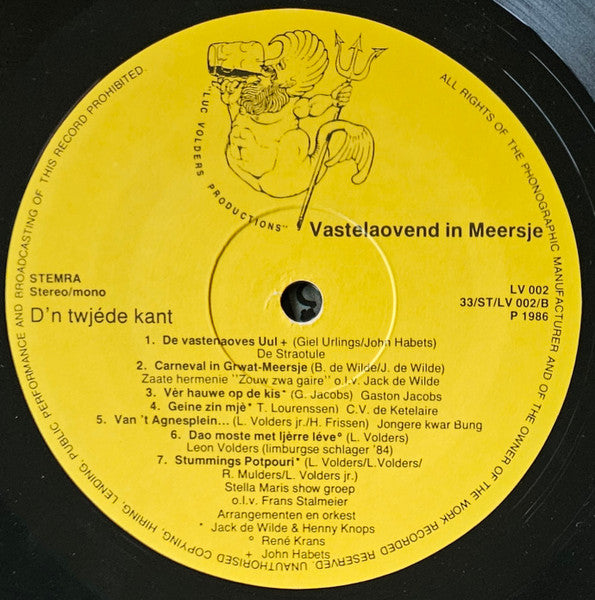 "LUC VOLDERS PRODUCTIONS"
ALL RIGHTS OF THE PHONOGRAPHIC MANUFACTURER AND OF THE OWNER OF THE WORK RECORDED RESERVED. UNAUTHORISED COPYING, HIRING, LENDING, PUBLIC PERFORMANCE AND BROADCASTING OF THIS RECORD PROHIBITED.
Vastelaovend in Meersje
STEMRA
Stereo/mono
LV 002
33/ST/LV 002/B
P 1986
D'n twjéde kant
1. De vastenaoves Uul + (Giel Urlings/John Habets)
De Straotule
2. Carneval in Grwat-Meersje (B. de Wilde/J. de Wilde)
Zaate hermenie "Zouw zwa gaire" o.l.v. Jack de Wilde
3. Vèr hauwe op de kis* (G. Jacobs) Gaston Jacobs
4. Geine zin mjè* T. Lourenssen) C.V. de Ketelaire
5. Van 't Agnesplein... (L. Volders jr./H. Frissen) Jongere kwar Bung
6. Dao moste met ljèrre léve° (L. Volders)
Leon Volders (limburgse schlager '84)
7. Stummings Potpouri* (L. Volders/L.Volders/
R. Mulders/L. Volders jr.)
Stella Maris show groep
o.l.v. Frans Stalmeier
Arrangementen en orkest
* Jack de Wilde & Henny Knops
° René Krans
+ John Habets